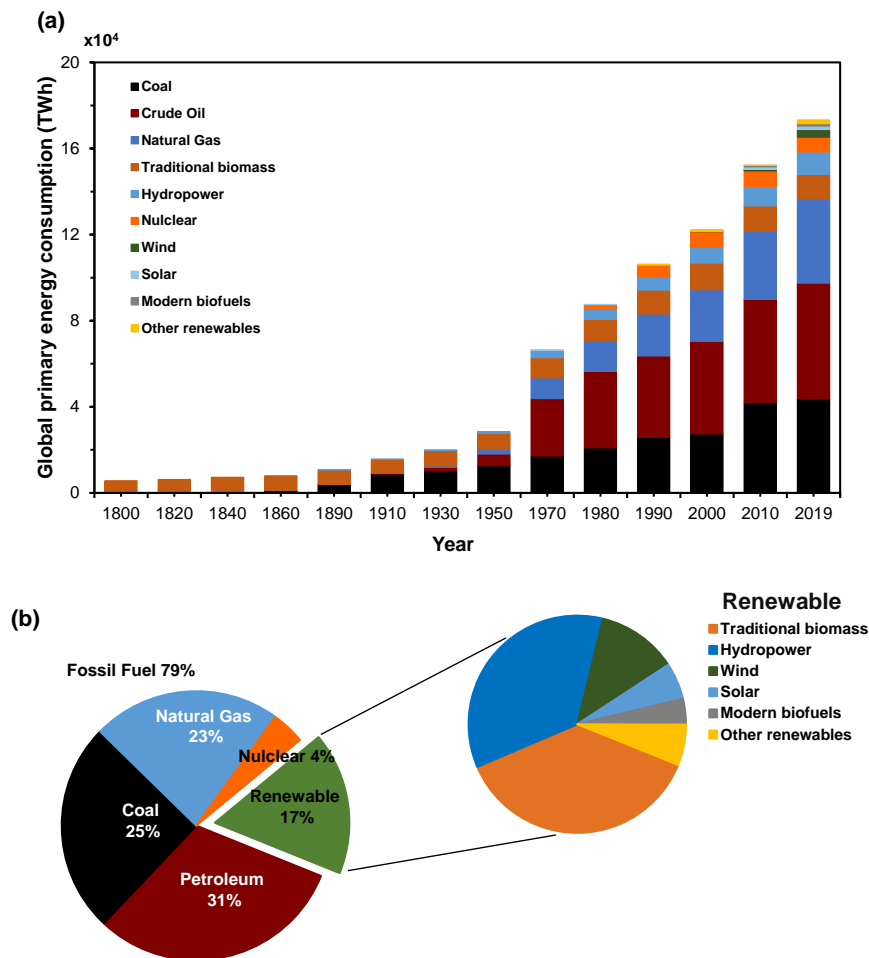 (a)
x10⁴
Global primary energy consumption (TWh)
20
16
12
8
4
0
Coal
Crude Oil
Natural Gas
Traditional biomass
Hydropower
Nulclear
Wind
Solar
Modern biofuels
Other renewables
1800 1820 1840 1860 1890 1910 1930 1950 1970 1980 1990 2000 2010 2019
Year
(b)
Fossil Fuel 79%
Natural Gas
23%
Nulclear 4%
Renewable
17%
Coal
25%
Petroleum
31%
Renewable
Traditional biomass
Hydropower
Wind
Solar
Modern biofuels
Other renewables